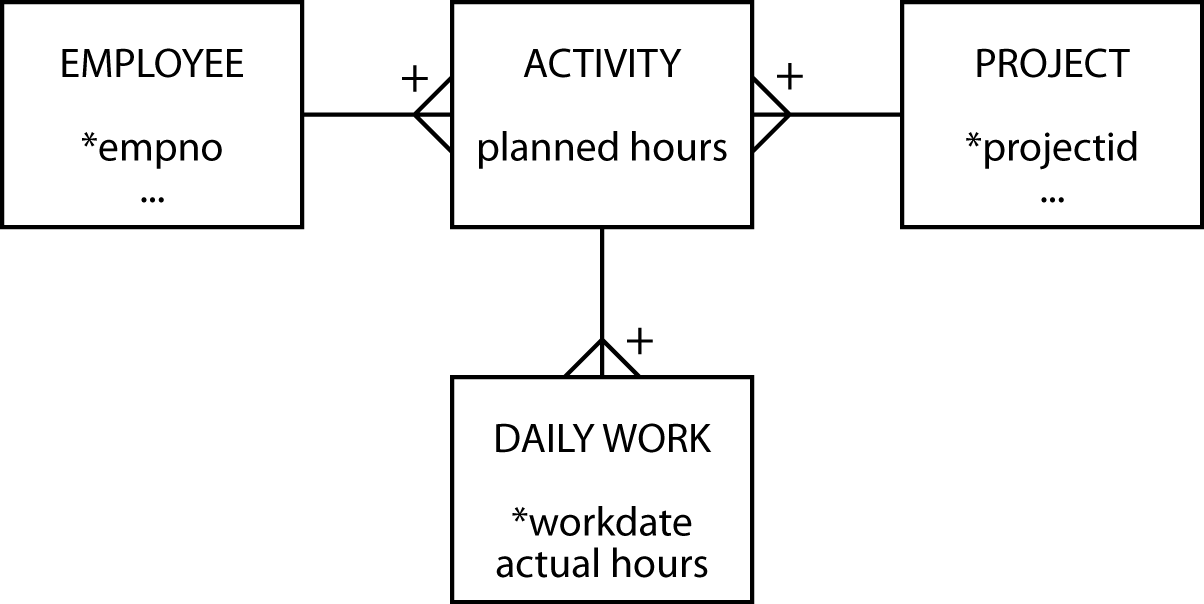 EMPLOYEE
*empno
...
+
ACTIVITY
planned hours
+
PROJECT
*projectid
...
+
DAILY WORK
*workdate
actual hours